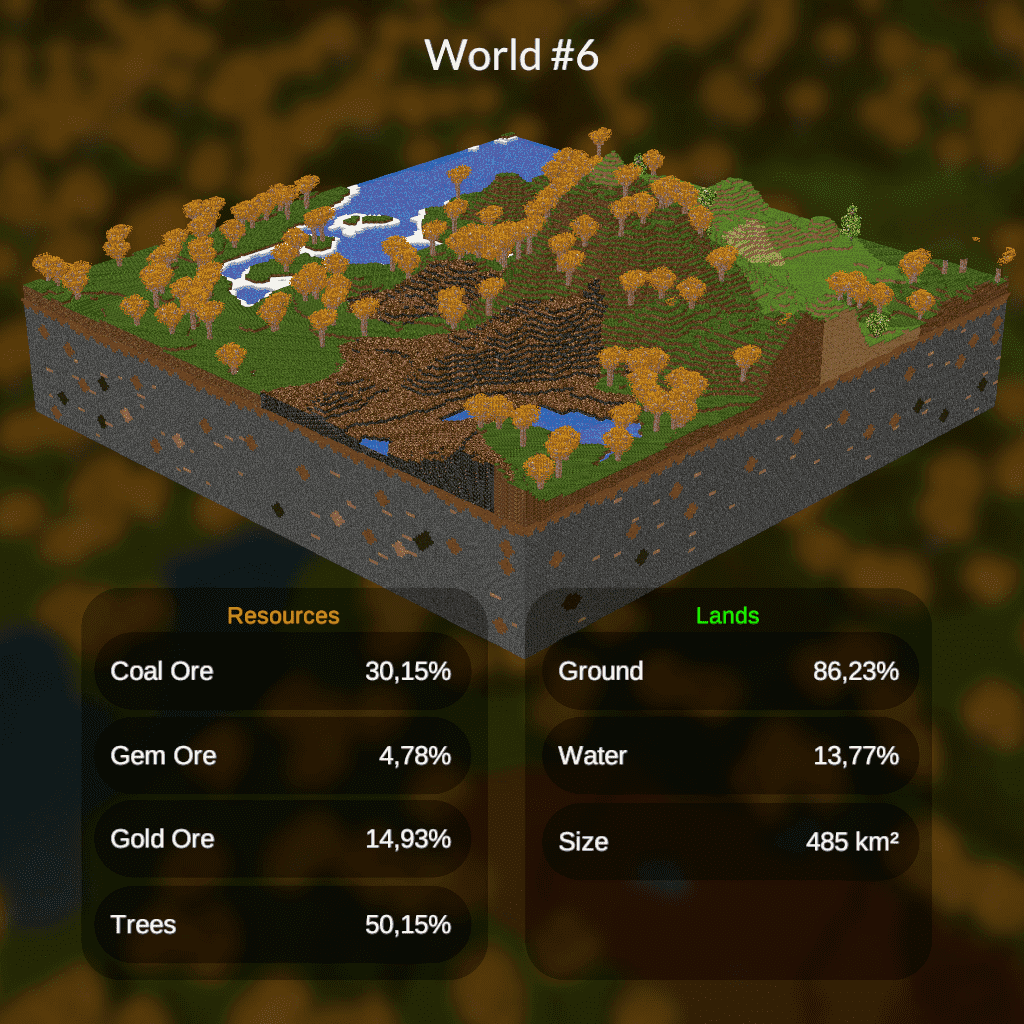 World #6
Resources
Coal Ore 30,15%
Gem Ore 4,78%
Gold Ore 14,93%
Trees 50,15%
Lands
Ground 86,23%
Water 13,77%
Size 485 km²